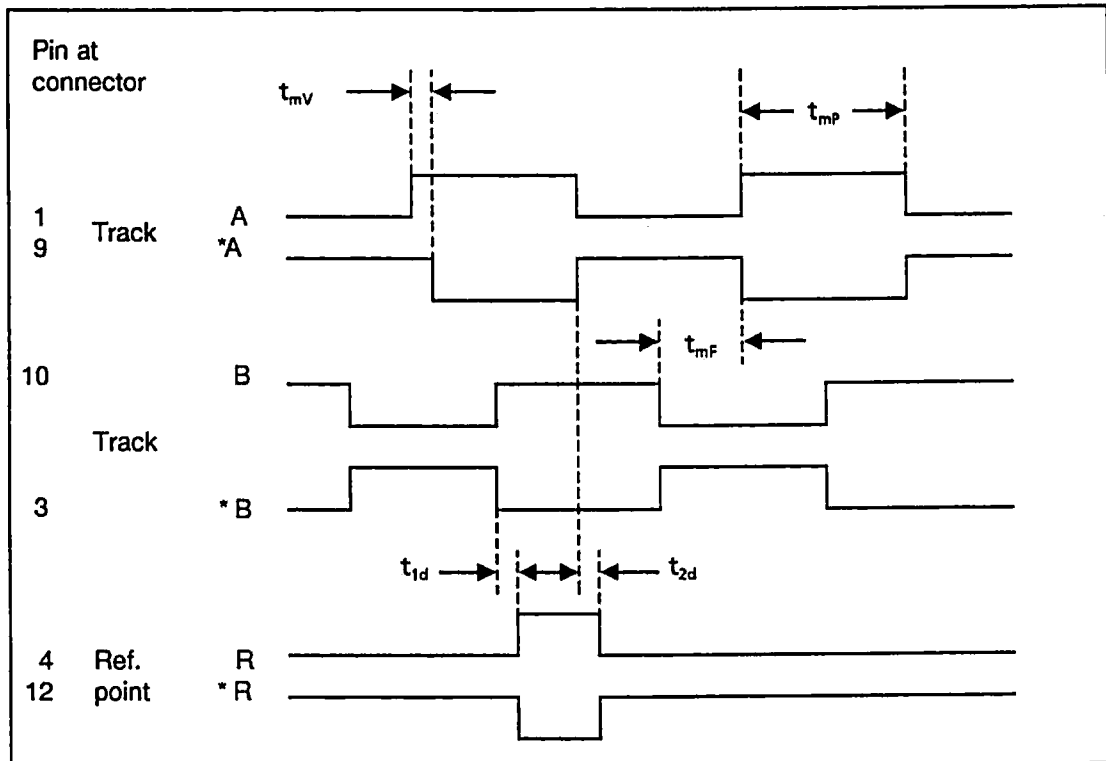 Pin at
connector
tmV
tmP
1 Track A
9 *A
tmF
10 B
Track
3 *B
t1d t2d
4 Ref. R
12 point *R